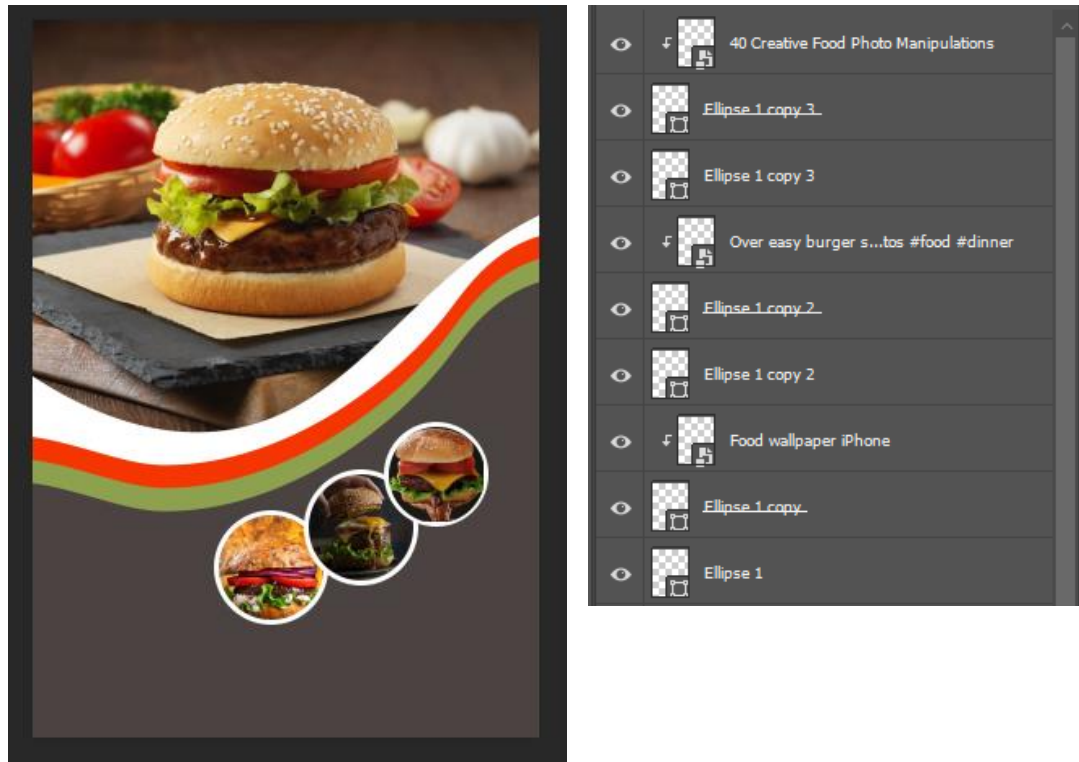 40 Creative Food Photo Manipulations
Ellipse 1 copy 3
Ellipse 1 copy 3
Over easy burger s...tos #food #dinner
Ellipse 1 copy 2
Ellipse 1 copy 2
Food wallpaper iPhone
Ellipse 1 copy
Ellipse 1